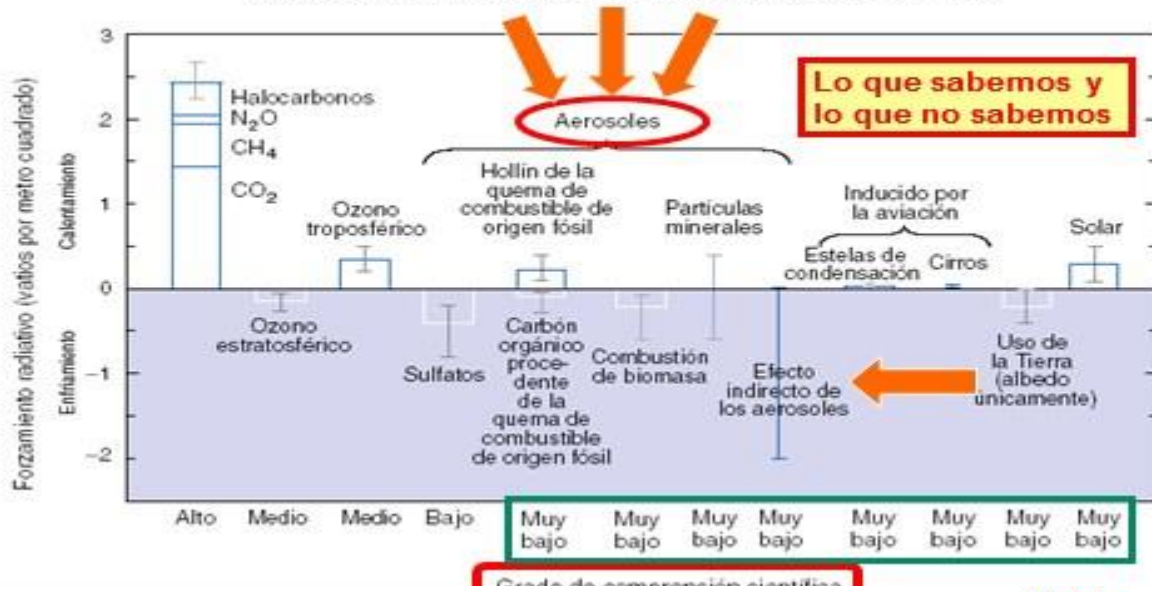 Lo que sabemos y
lo que no sabemos
Forzamiento radiativo (vatios por metro cuadrado)
Calentamiento
Enfriamiento
3
2
1
0
−1
−2
Halocarbonos
N₂O
CH₄
CO₂
Aerosoles
Ozono
troposférico
Hollín de la
quema de
combustible de
origen fósil
Partículas
minerales
Inducido por
la aviación
Estelas de
condensación
Cirros
Solar
Ozono
estratosférico
Sulfatos
Carbón
orgánico
proce-
dente
de la
quema de
combustible
de origen fósil
Combustión
de biomasa
Efecto
indirecto de
los aerosoles
Uso de
la Tierra
(albedo
únicamente)
Alto
Medio
Medio
Bajo
Muy
bajo
Muy
bajo
Muy
bajo
Muy
bajo
Muy
bajo
Muy
bajo
Muy
bajo
Muy
bajo
Grado de comprensión científica